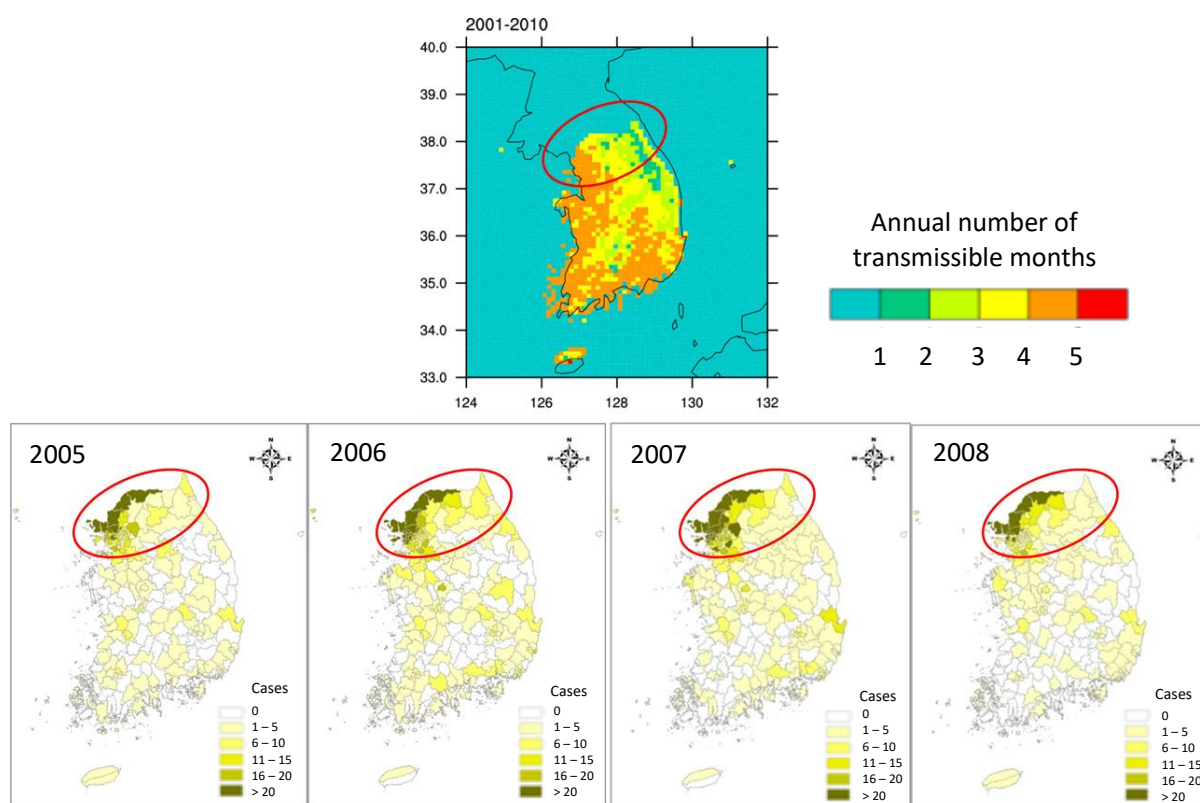 2001-2010
40.0
39.0
38.0
37.0
36.0
35.0
34.0
33.0
124 126 128 130 132
Annual number of
transmissible months
1 2 3 4 5
2005
N
W E
S
Cases
0
1 – 5
6 – 10
11 – 15
16 – 20
> 20
2006
N
W E
S
Cases
0
1 – 5
6 – 10
11 – 15
16 – 20
> 20
2007
N
W E
S
Cases
0
1 – 5
6 – 10
11 – 15
16 – 20
> 20
2008
N
W E
S
Cases
0
1 – 5
6 – 10
11 – 15
16 – 20
> 20